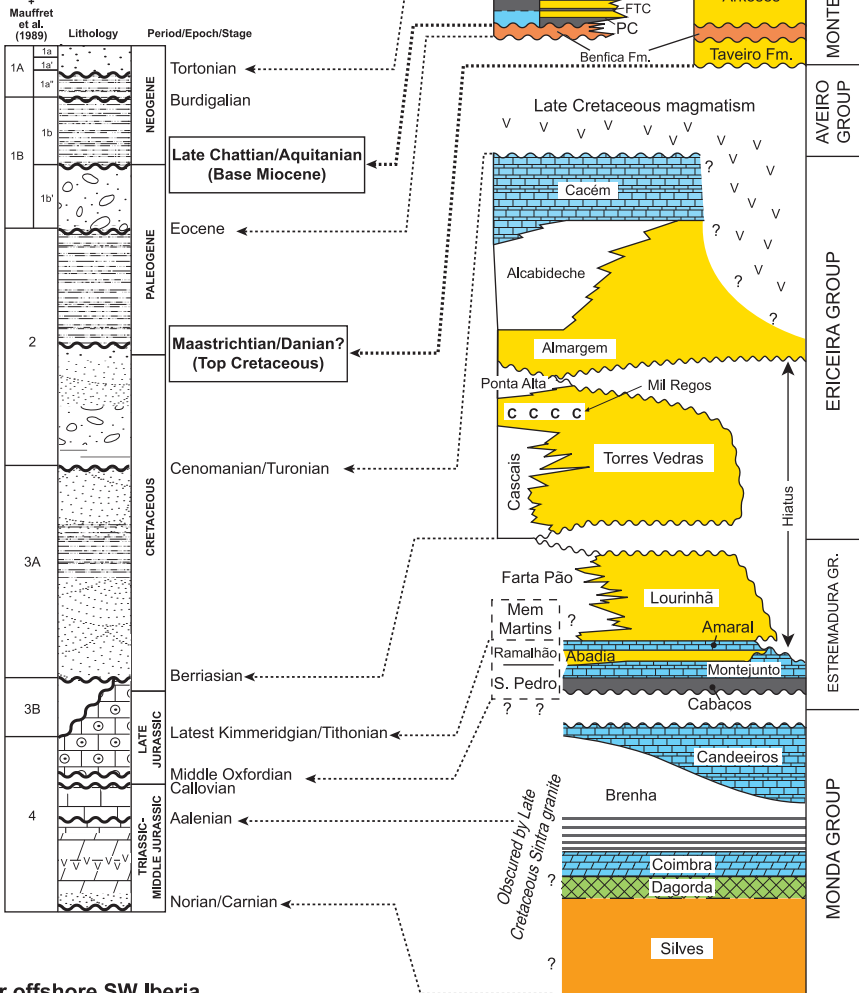 +
Mauffret
et al.
(1989)
Lithology
Period/Epoch/Stage
1A
1a
1a'
1a"
1B
1b
1b'
2
3A
3B
4
NEOGENE
PALEOGENE
CRETACEOUS
LATE
JURASSIC
TRIASSIC-
MIDDLE JURASSIC
Tortonian
Burdigalian
Late Chattian/Aquitanian
(Base Miocene)
Eocene
Maastrichtian/Danian?
(Top Cretaceous)
Cenomanian/Turonian
Berriasian
Latest Kimmeridgian/Tithonian
Middle Oxfordian
Callovian
Aalenian
Norian/Carnian
FTC
PC
Benfica Fm.
Taveiro Fm.
Late Cretaceous magmatism
V V V V V V V
V V V V V V V
?
Cacém
?
?
?
Alcabideche
Almargem
Ponta Alta
Mil Regos
C C C C
Cascais
Torres Vedras
Hiatus
Farta Pão
Lourinhã
Mem
Martins
?
Amaral
Ramalhão
Abadia
Montejunto
S. Pedro
? ?
Cabaços
Candeeiros
Brenha
Obscured by Late
Cretaceous Sintra granite
Coimbra
?
Dagorda
Silves
?
MONTE
AVEIRO
GROUP
ERICEIRA GROUP
ESTREMADURA GR.
MONDA GROUP
offshore SW Iberia